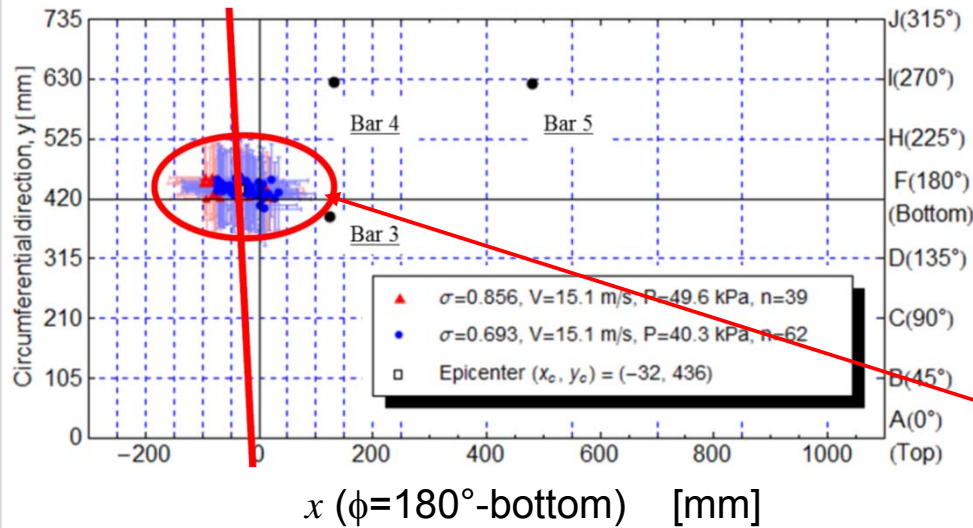 735
630
525
420
315
210
105
0
Circumferential direction, y [mm]
J(315°)
I(270°)
H(225°)
F(180°)
(Bottom)
D(135°)
C(90°)
B(45°)
A(0°)
(Top)
Bar 4
Bar 5
Bar 3
σ=0.856, V=15.1 m/s, P=49.6 kPa, n=39
σ=0.693, V=15.1 m/s, P=40.3 kPa, n=62
Epicenter (xc, yc) = (−32, 436)
−200
0
200
400
600
800
1000
x (ϕ=180°-bottom) [mm]